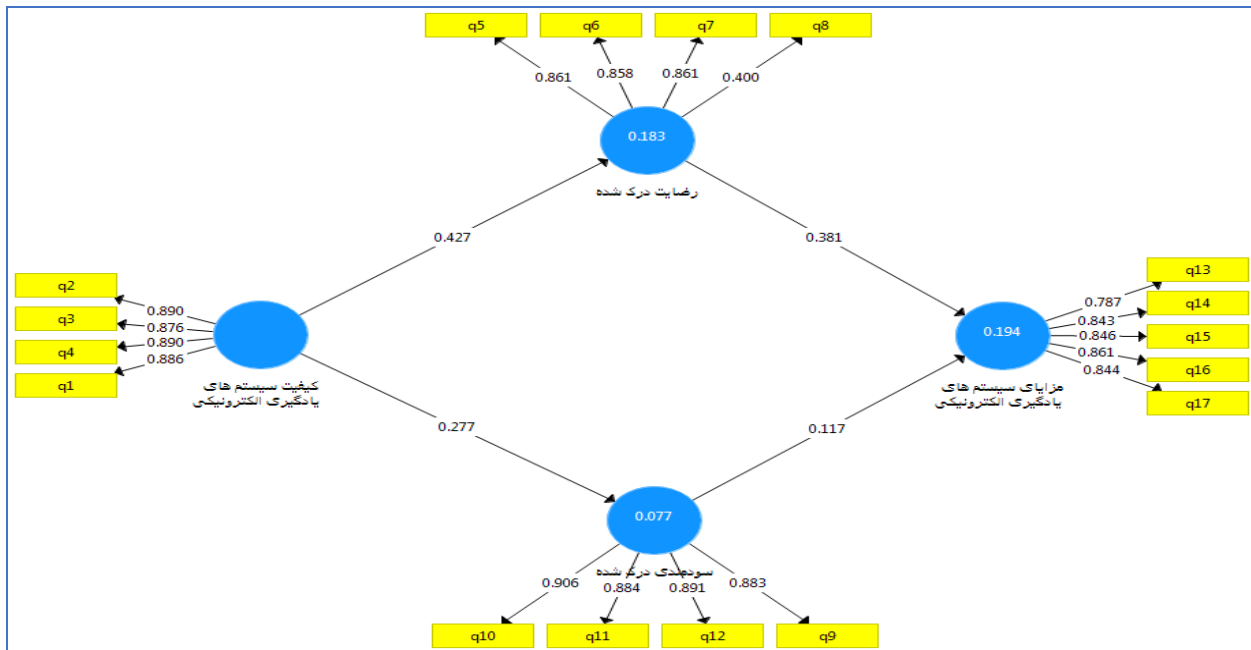 q5 q6 q7 q8
0.861 0.858 0.861 0.400
0.183
رضایت درک شده
0.427 0.381
q2
q3
q4
q1
0.890
0.876
0.890
0.886
کیفیت سیستم های
یادگیری الکترونیکی
q13
q14
q15
q16
q17
0.787
0.843
0.846
0.861
0.844
0.194
مزایای سیستم های
یادگیری الکترونیکی
0.277 0.117
0.077
سودمندی درک شده
0.906 0.884 0.891 0.883
q10 q11 q12 q9